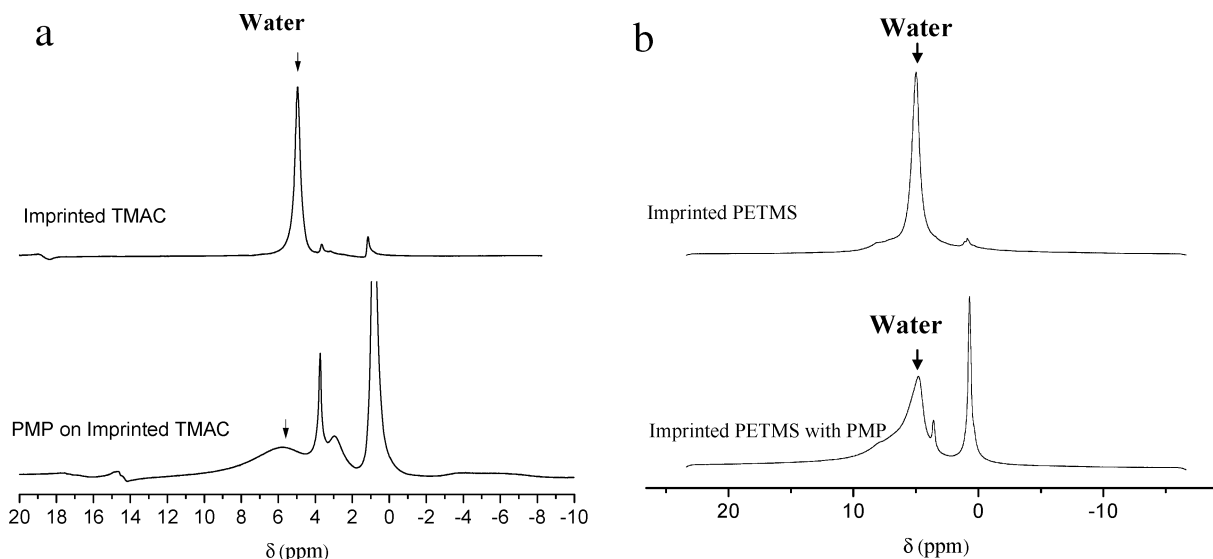 a
Water
Imprinted TMAC
PMP on Imprinted TMAC
20 18 16 14 12 10 8 6 4 2 0 -2 -4 -6 -8 -10
δ (ppm)
b
Water
Imprinted PETMS
Water
Imprinted PETMS with PMP
20 10 0 -10
δ (ppm)